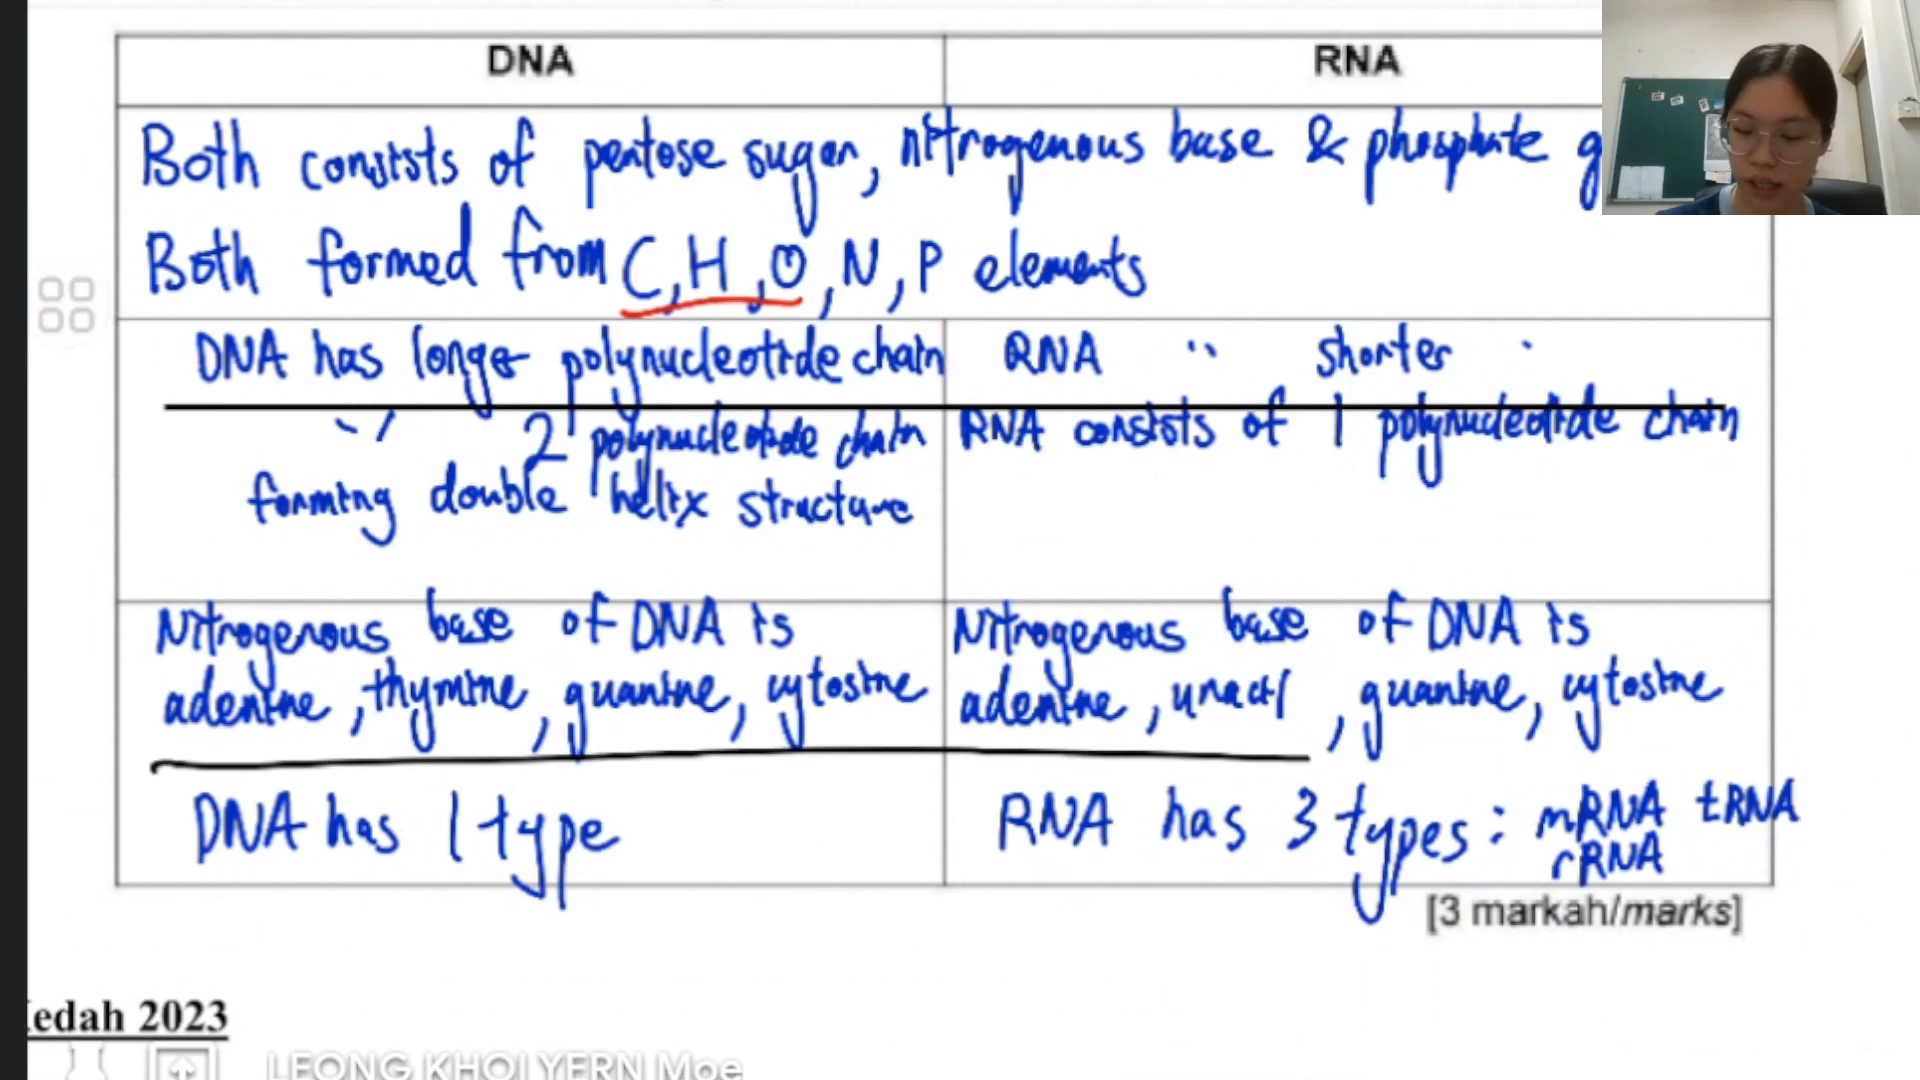 DNA
RNA
Both consists of pentose sugar, nitrogenous base & phosphate g
Both formed from C,H,O,N,P elements
DNA has longer polynucleotide chain
RNA " shorter
" 2 polynucleotide chain
forming double helix structure
RNA consists of 1 polynucleotide chain
Nitrogenous base of DNA is
adenine, thymine, guanine, cytosine
Nitrogenous base of DNA is
adenine, uracil, guanine, cytosine
DNA has 1 type
RNA has 3 types: mRNA tRNA
rRNA
[3 markah/marks]
edah 2023
LEONG KHOI YERN Moe